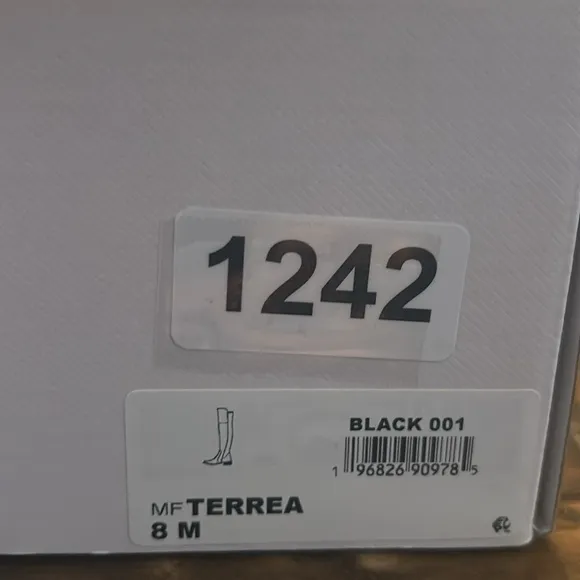 1242
BLACK 001
1 96826 90978 5
MF TERREA
8 M